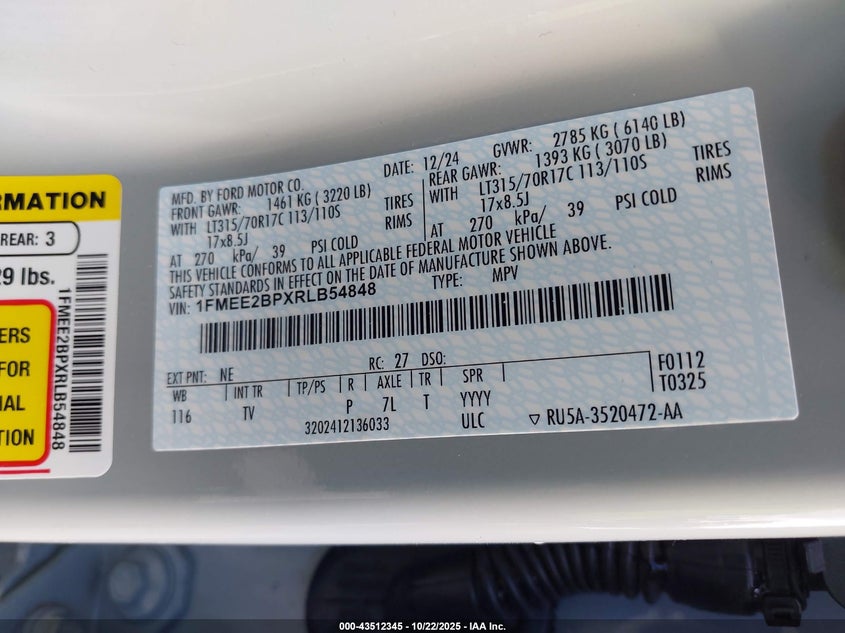 MFD. BY FORD MOTOR CO.
DATE: 12/24
GVWR: 2785 KG ( 6140 LB)
FRONT GAWR: 1461 KG ( 3220 LB)
REAR GAWR: 1393 KG ( 3070 LB)
WITH LT315/70R17C 113/110S TIRES
WITH LT315/70R17C 113/110S TIRES
17x8.5J RIMS
17x8.5J RIMS
AT 270 kPa/ 39 PSI COLD
AT 270 kPa/ 39 PSI COLD
THIS VEHICLE CONFORMS TO ALL APPLICABLE FEDERAL MOTOR VEHICLE
SAFETY STANDARDS IN EFFECT ON THE DATE OF MANUFACTURE SHOWN ABOVE.
VIN: 1FMEE2BPXRLB54848
TYPE: MPV
EXT PNT: NE RC: 27 DSO:
WB INT TR TP/PS R AXLE TR SPR
116 TV P 7L T YYYY
3202412136033 ULC
F0112
T0325
▽ RU5A-3520472-AA
RMATION
REAR: 3
29 lbs.
ERS
FOR
IAL
TION
1FMEE2BPXRLB54848
000-43512345 - 10/22/2025 - IAA Inc.